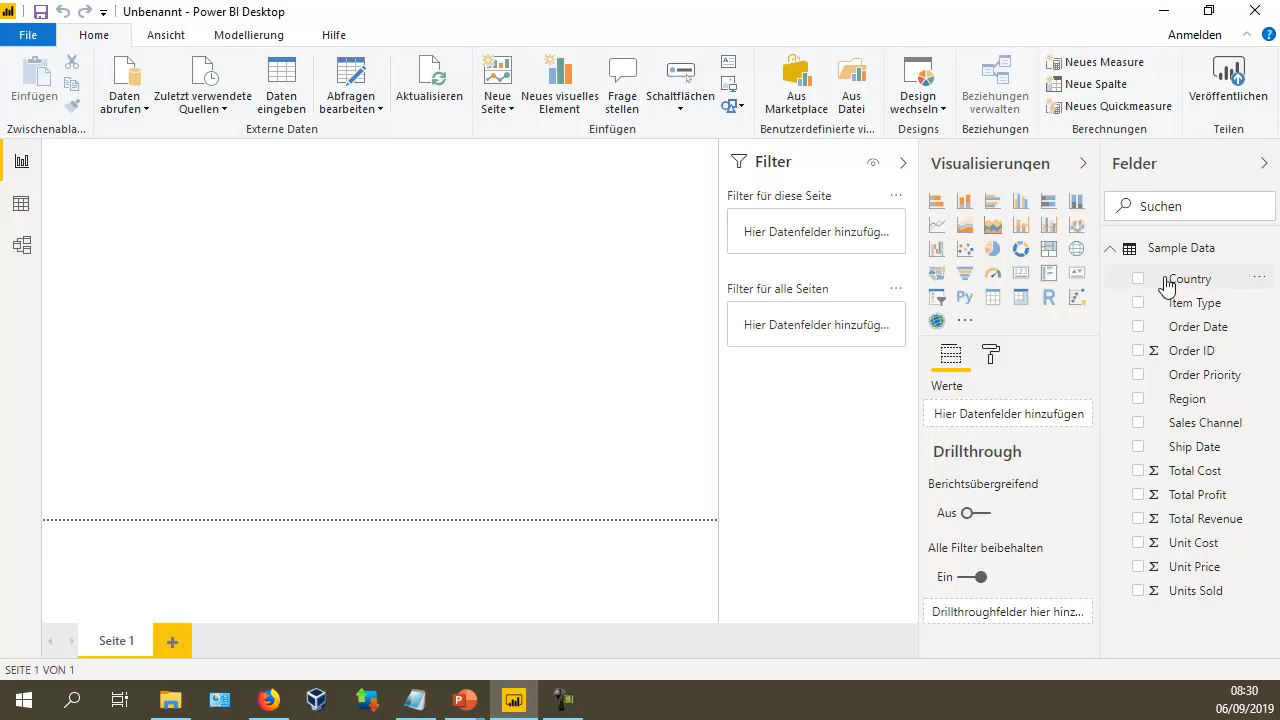 Unbenannt - Power BI Desktop
File
Home
Ansicht
Modellierung
Hilfe
Anmelden
Einfügen
Zwischenabla...
Daten
abrufen
Zuletzt verwendete
Quellen
Daten
eingeben
Abfragen
bearbeiten
Externe Daten
Aktualisieren
Neue
Seite
Neues visuelles
Element
Frage
stellen
Schaltflächen
Einfügen
Aus
Marketplace
Aus
Datei
Benutzerdefinierte vi...
Design
wechseln
Designs
Beziehungen
verwalten
Beziehungen
Neues Measure
Neue Spalte
Neues Quickmeasure
Berechnungen
Veröffentlichen
Teilen
Filter
Filter für diese Seite
Hier Datenfelder hinzufüg...
Filter für alle Seiten
Hier Datenfelder hinzufüg...
Visualisierungen
Py
R
Werte
Hier Datenfelder hinzufügen
Drillthrough
Berichtsübergreifend
Aus
Alle Filter beibehalten
Ein
Drillthroughfelder hier hinz...
Felder
Suchen
Sample Data
Country
Item Type
Order Date
Σ Order ID
Order Priority
Region
Sales Channel
Ship Date
Σ Total Cost
Σ Total Profit
Σ Total Revenue
Σ Unit Cost
Σ Unit Price
Σ Units Sold
Seite 1
SEITE 1 VON 1
08:30
06/09/2019